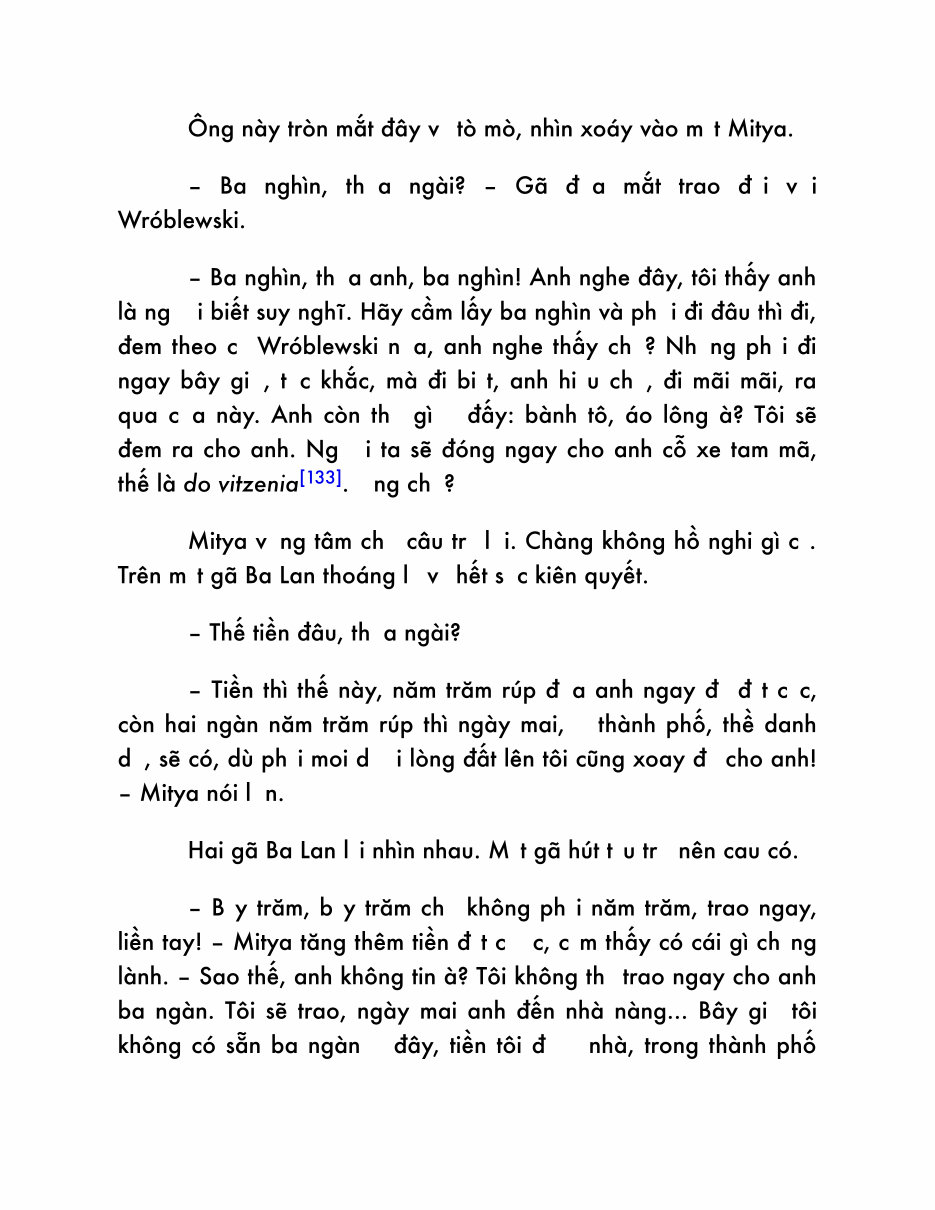 Ông này tròn mắt đây v tò mò, nhìn xoáy vào m t Mitya.
– Ba nghìn, th a ngài? – Gã đ a mắt trao đ i v i
Wróblewski.
– Ba nghìn, th a anh, ba nghìn! Anh nghe đây, tôi thấy anh
là ng i biết suy nghĩ. Hãy cầm lấy ba nghìn và ph i đi đâu thì đi,
đem theo c Wróblewski n a, anh nghe thấy ch ? Nh ng ph i đi
ngay bây gi , t c khắc, mà đi bi t, anh hi u ch , đi mãi mãi, ra
qua c a này. Anh còn th gì đấy: bành tô, áo lông à? Tôi sẽ
đem ra cho anh. Ng i ta sẽ đóng ngay cho anh cỗ xe tam mã,
thế là do vitzenia[133]. ng ch ?
Mitya v ng tâm ch câu tr l i. Chàng không hồ nghi gì c .
Trên m t gã Ba Lan thoáng l v hết s c kiên quyết.
– Thế tiền đâu, th a ngài?
– Tiền thì thế này, năm trăm rúp đ a anh ngay đ đ t c c,
còn hai ngàn năm trăm rúp thì ngày mai, thành phố, thề danh
d , sẽ có, dù ph i moi d i lòng đất lên tôi cũng xoay đ cho anh!
– Mitya nói l n.
Hai gã Ba Lan l i nhìn nhau. M t gã hút t u tr nên cau có.
– B y trăm, b y trăm ch không ph i năm trăm, trao ngay,
liền tay! – Mitya tăng thêm tiền đ t c c, c m thấy có cái gì ch ng
lành. – Sao thế, anh không tin à? Tôi không th trao ngay cho anh
ba ngàn. Tôi sẽ trao, ngày mai anh đến nhà nàng... Bây gi tôi
không có sẵn ba ngàn đây, tiền tôi đ nhà, trong thành phố